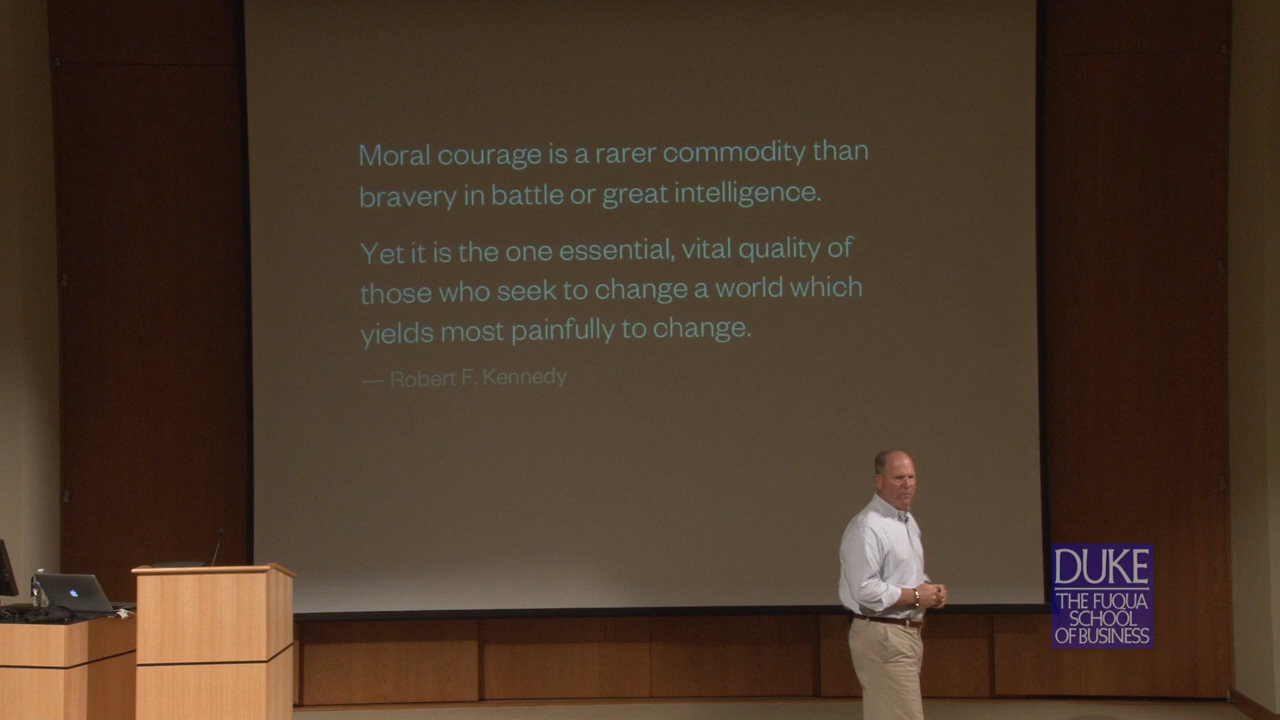 Moral courage is a rarer commodity than
bravery in battle or great intelligence.
Yet it is the one essential, vital quality of
those who seek to change a world which
yields most painfully to change.
— Robert F. Kennedy
DUKE
THE FUQUA
SCHOOL
OF BUSINESS